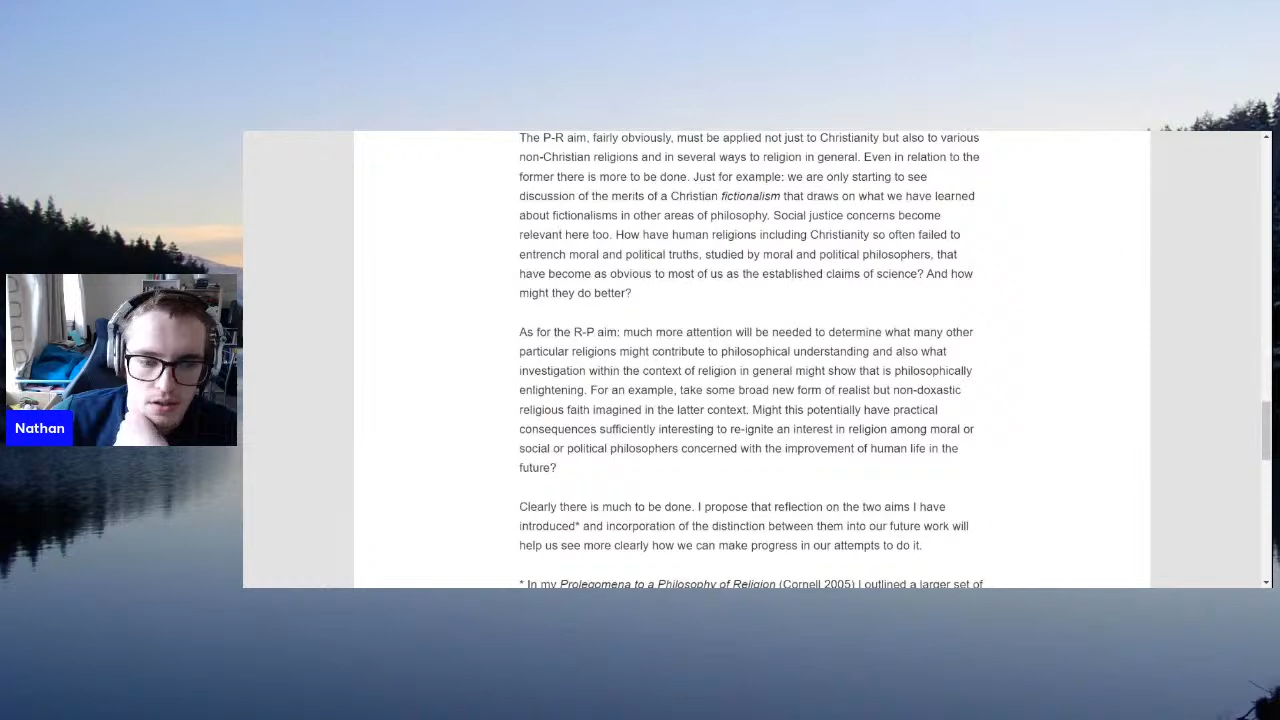 The P-R aim, fairly obviously, must be applied not just to Christianity but also to various
non-Christian religions and in several ways to religion in general. Even in relation to the
former there is more to be done. Just for example: we are only starting to see
discussion of the merits of a Christian fictionalism that draws on what we have learned
about fictionalisms in other areas of philosophy. Social justice concerns become
relevant here too. How have human religions including Christianity so often failed to
entrench moral and political truths, studied by moral and political philosophers, that
have become as obvious to most of us as the established claims of science? And how
might they do better?
As for the R-P aim: much more attention will be needed to determine what many other
particular religions might contribute to philosophical understanding and also what
investigation within the context of religion in general might show that is philosophically
enlightening. For an example, take some broad new form of realist but non-doxastic
religious faith imagined in the latter context. Might this potentially have practical
consequences sufficiently interesting to re-ignite an interest in religion among moral or
social or political philosophers concerned with the improvement of human life in the
future?
Clearly there is much to be done. I propose that reflection on the two aims I have
introduced* and incorporation of the distinction between them into our future work will
help us see more clearly how we can make progress in our attempts to do it.
* In my Prolegomena to a Philosophy of Religion (Cornell 2005) I outlined a larger set of
Nathan